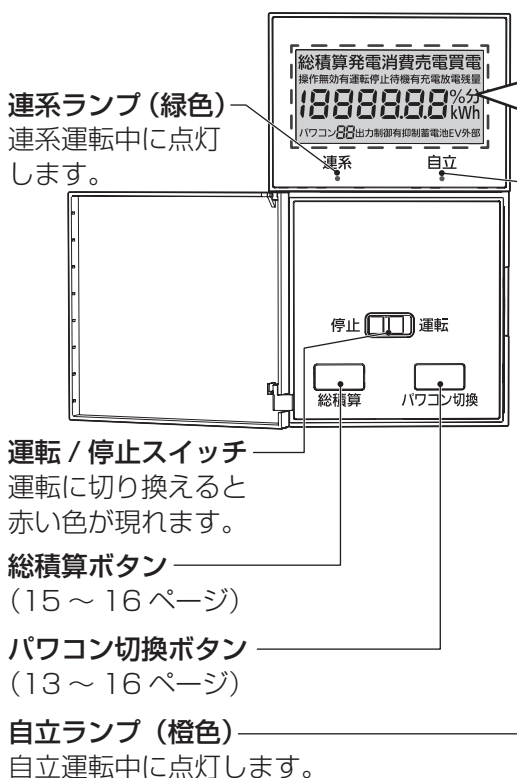 総積算発電消費売電買電
操作無効有運転停止待機有充電放電残量
188888.8%分
kWh
パワコン88出力制御有抑制蓄電池EV外部
連系 自立
連系ランプ（緑色）
連系運転中に点灯
します。
停止 運転
総積算 パワコン切換
運転 / 停止スイッチ
運転に切り換えると
赤い色が現れます。
総積算ボタン
（15 ～ 16 ページ）
パワコン切換ボタン
（13 ～ 16 ページ）
自立ランプ（橙色）
自立運転中に点灯します。